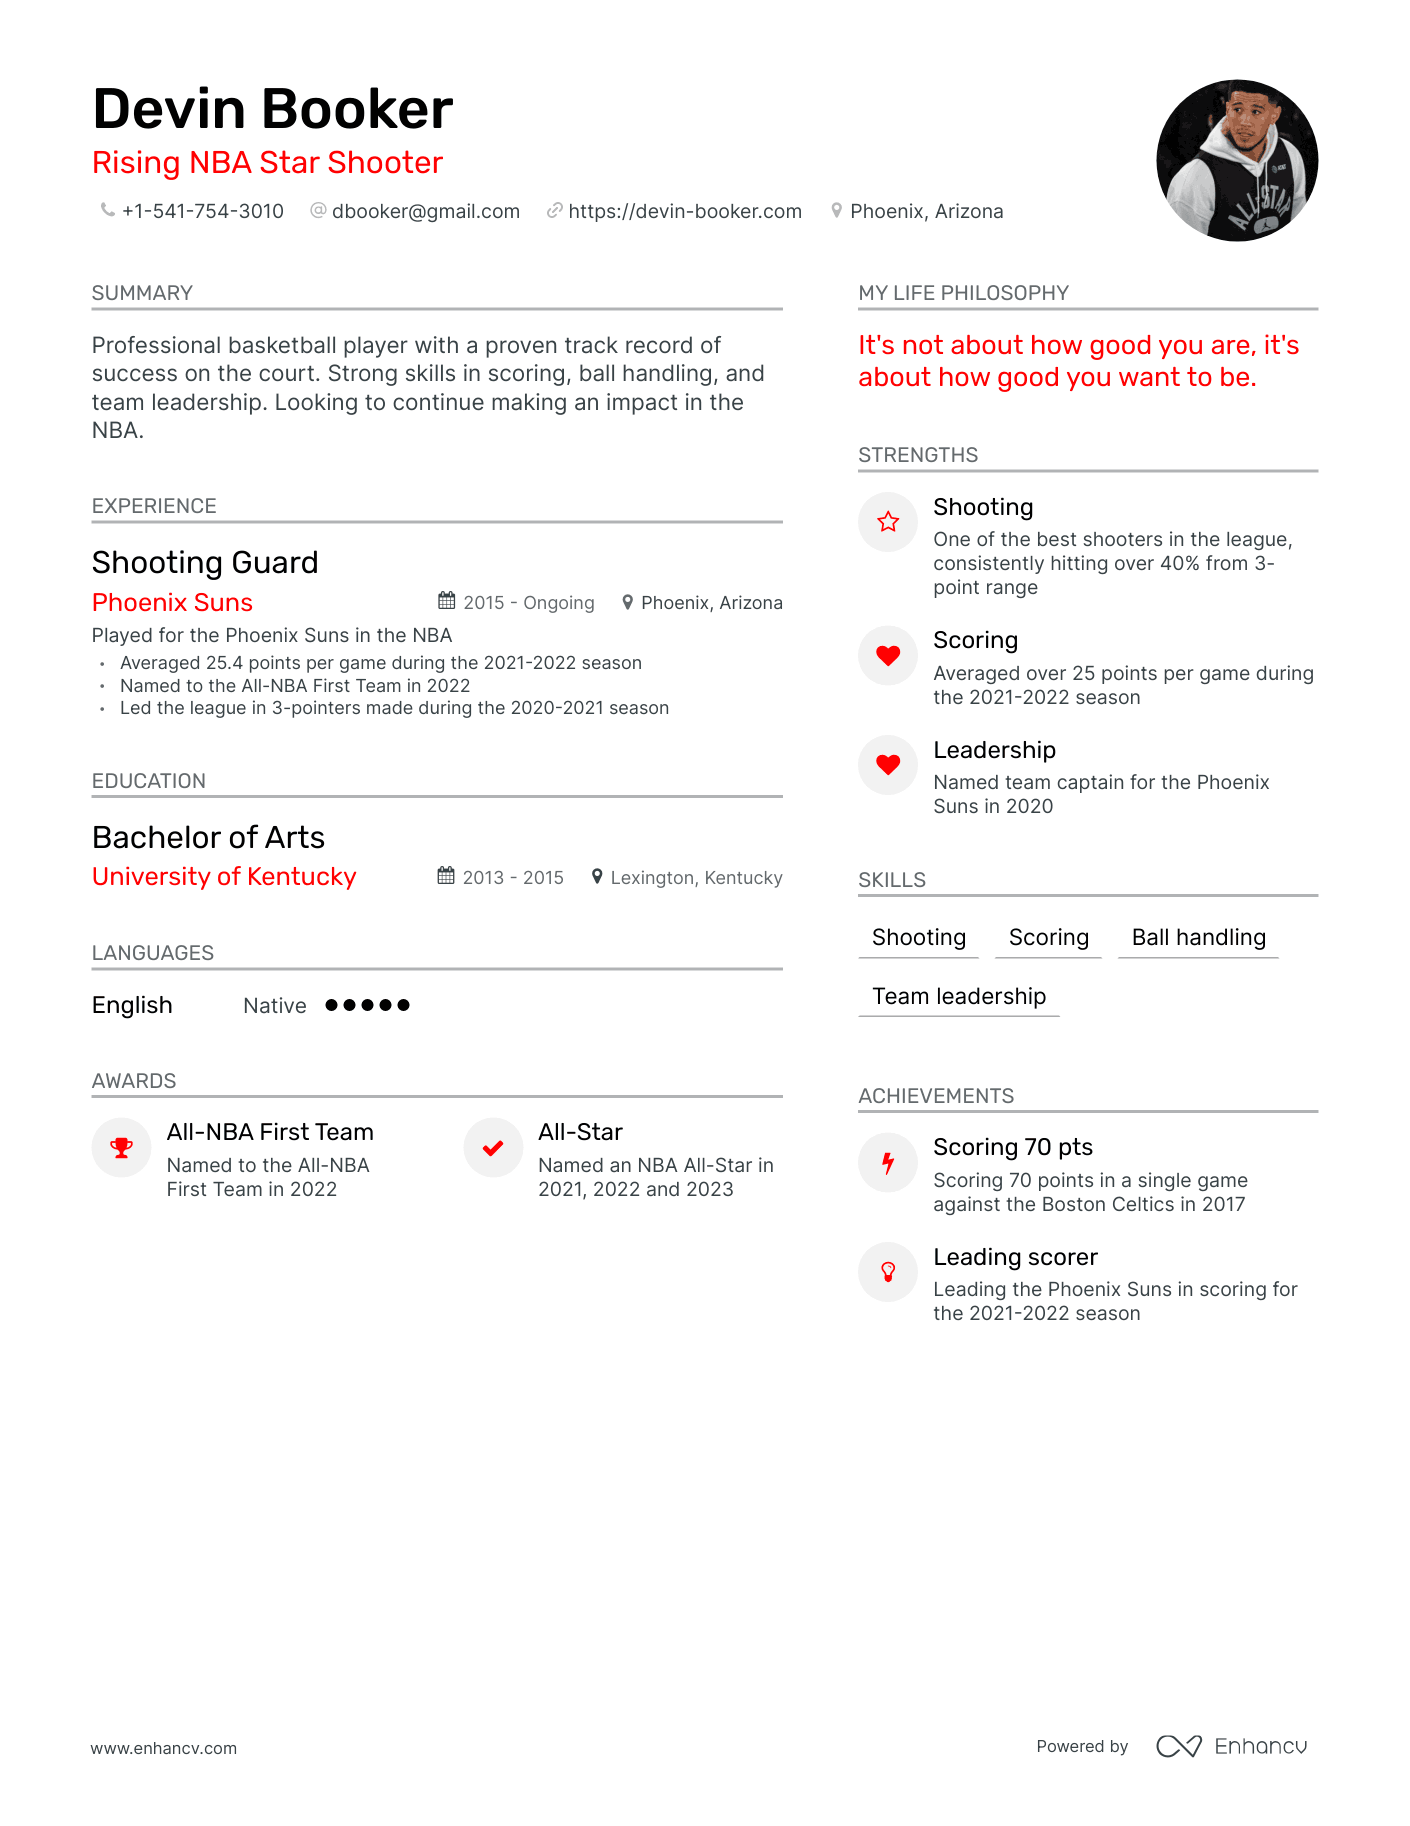 Devin Booker
Rising NBA Star Shooter
+1-541-754-3010 @ dbooker@gmail.com https://devin-booker.com Phoenix, Arizona
ALL STAR
SUMMARY
Professional basketball player with a proven track record of
success on the court. Strong skills in scoring, ball handling, and
team leadership. Looking to continue making an impact in the
NBA.
EXPERIENCE
Shooting Guard
Phoenix Suns 2015 - Ongoing Phoenix, Arizona
Played for the Phoenix Suns in the NBA
• Averaged 25.4 points per game during the 2021-2022 season
• Named to the All-NBA First Team in 2022
• Led the league in 3-pointers made during the 2020-2021 season
EDUCATION
Bachelor of Arts
University of Kentucky 2013 - 2015 Lexington, Kentucky
LANGUAGES
English Native
AWARDS
All-NBA First Team
Named to the All-NBA
First Team in 2022
All-Star
Named an NBA All-Star in
2021, 2022 and 2023
MY LIFE PHILOSOPHY
It's not about how good you are, it's
about how good you want to be.
STRENGTHS
Shooting
One of the best shooters in the league,
consistently hitting over 40% from 3-
point range
Scoring
Averaged over 25 points per game during
the 2021-2022 season
Leadership
Named team captain for the Phoenix
Suns in 2020
SKILLS
Shooting Scoring Ball handling
Team leadership
ACHIEVEMENTS
Scoring 70 pts
Scoring 70 points in a single game
against the Boston Celtics in 2017
Leading scorer
Leading the Phoenix Suns in scoring for
the 2021-2022 season
www.enhancv.com
Powered by Enhancv